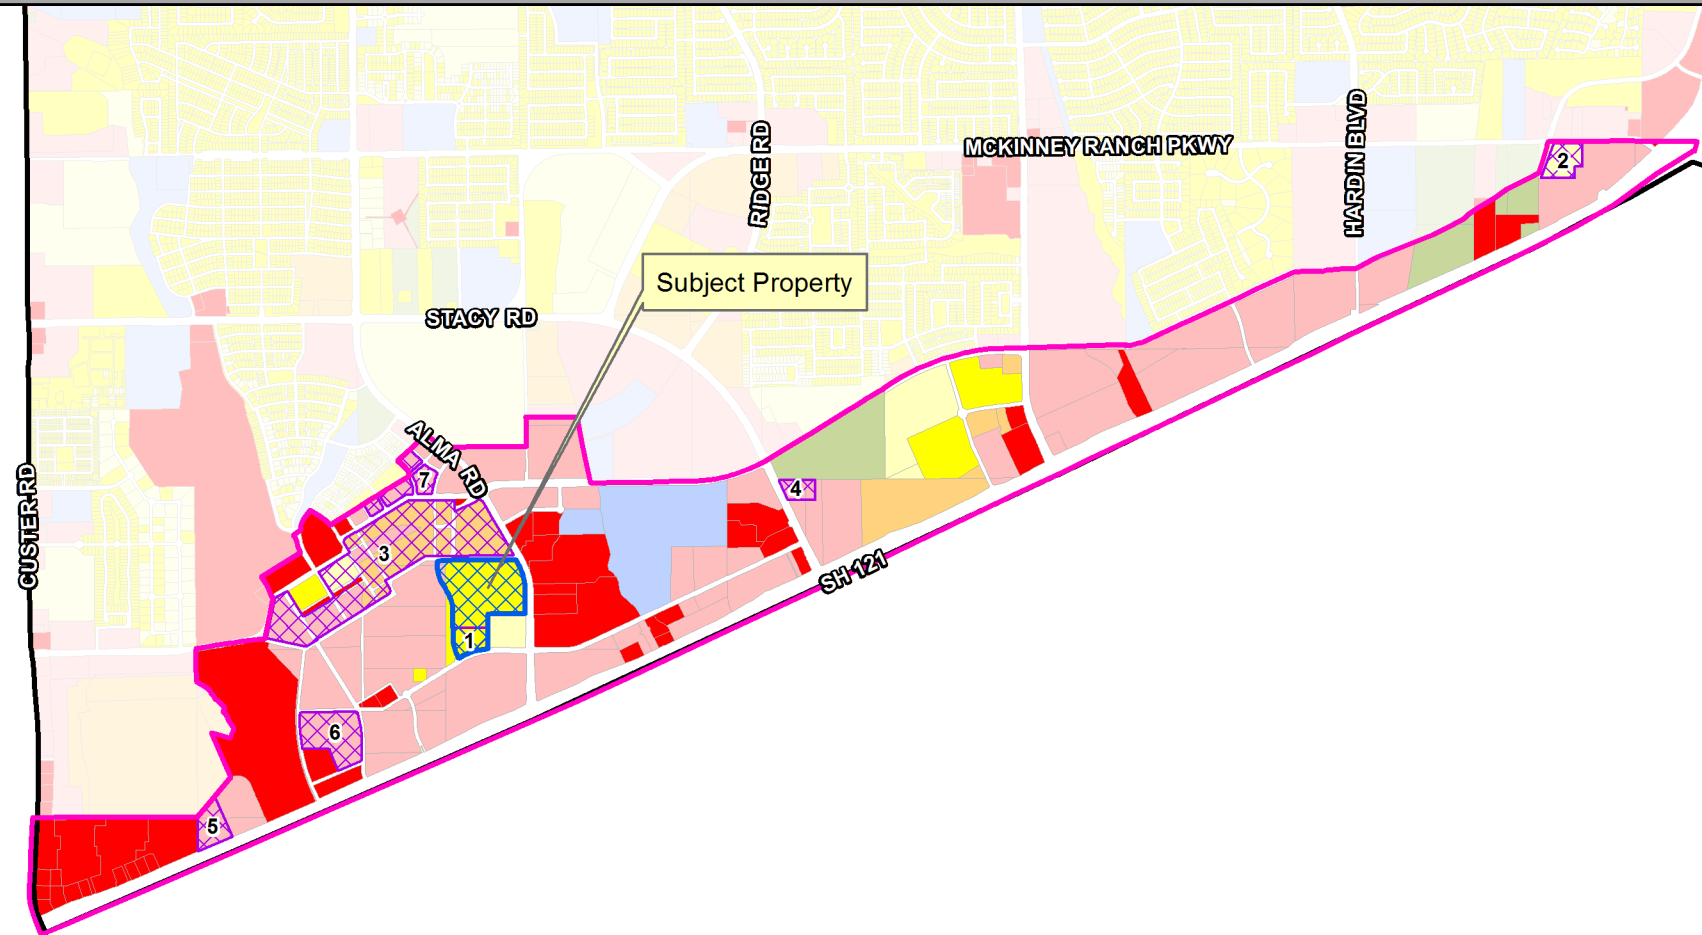 MCKINNEY RANCH PKWY
HARDIN BLVD
RIDGE RD
2
Subject Property
STACY RD
ALMA RD
7
4
CUSTER RD
3
SH 121
1
6
5